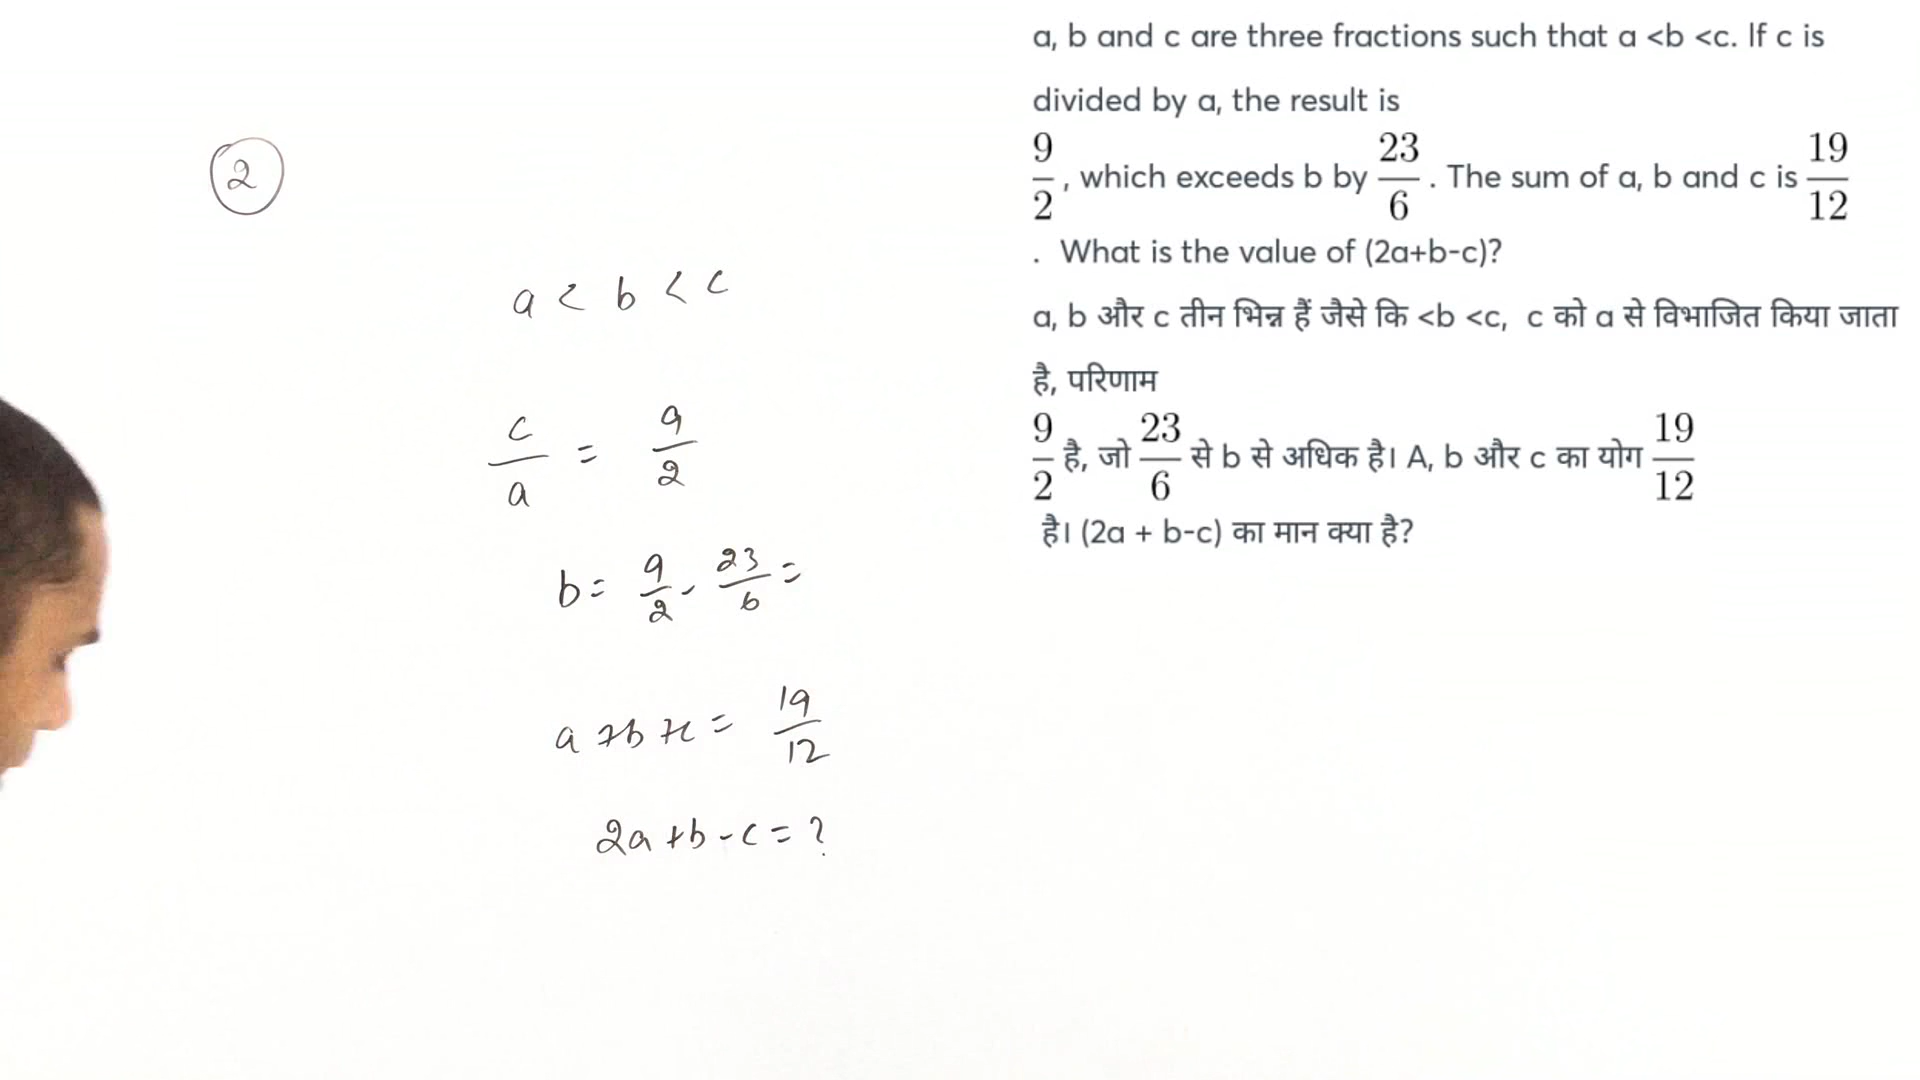 2
a < b < c
c/a = 9/2
b = 9/2 - 23/6 =
a+b+c = 19/12
2a+b-c = ?
a, b and c are three fractions such that a <b <c. If c is
divided by a, the result is
9/2 , which exceeds b by 23/6 . The sum of a, b and c is 19/12
. What is the value of (2a+b-c)?
a, b और c तीन भिन्न हैं जैसे कि <b <c, c को a से विभाजित किया जाता
है, परिणाम
9/2 है, जो 23/6 से b से अधिक है। A, b और c का योग 19/12
है। (2a + b-c) का मान क्या है?